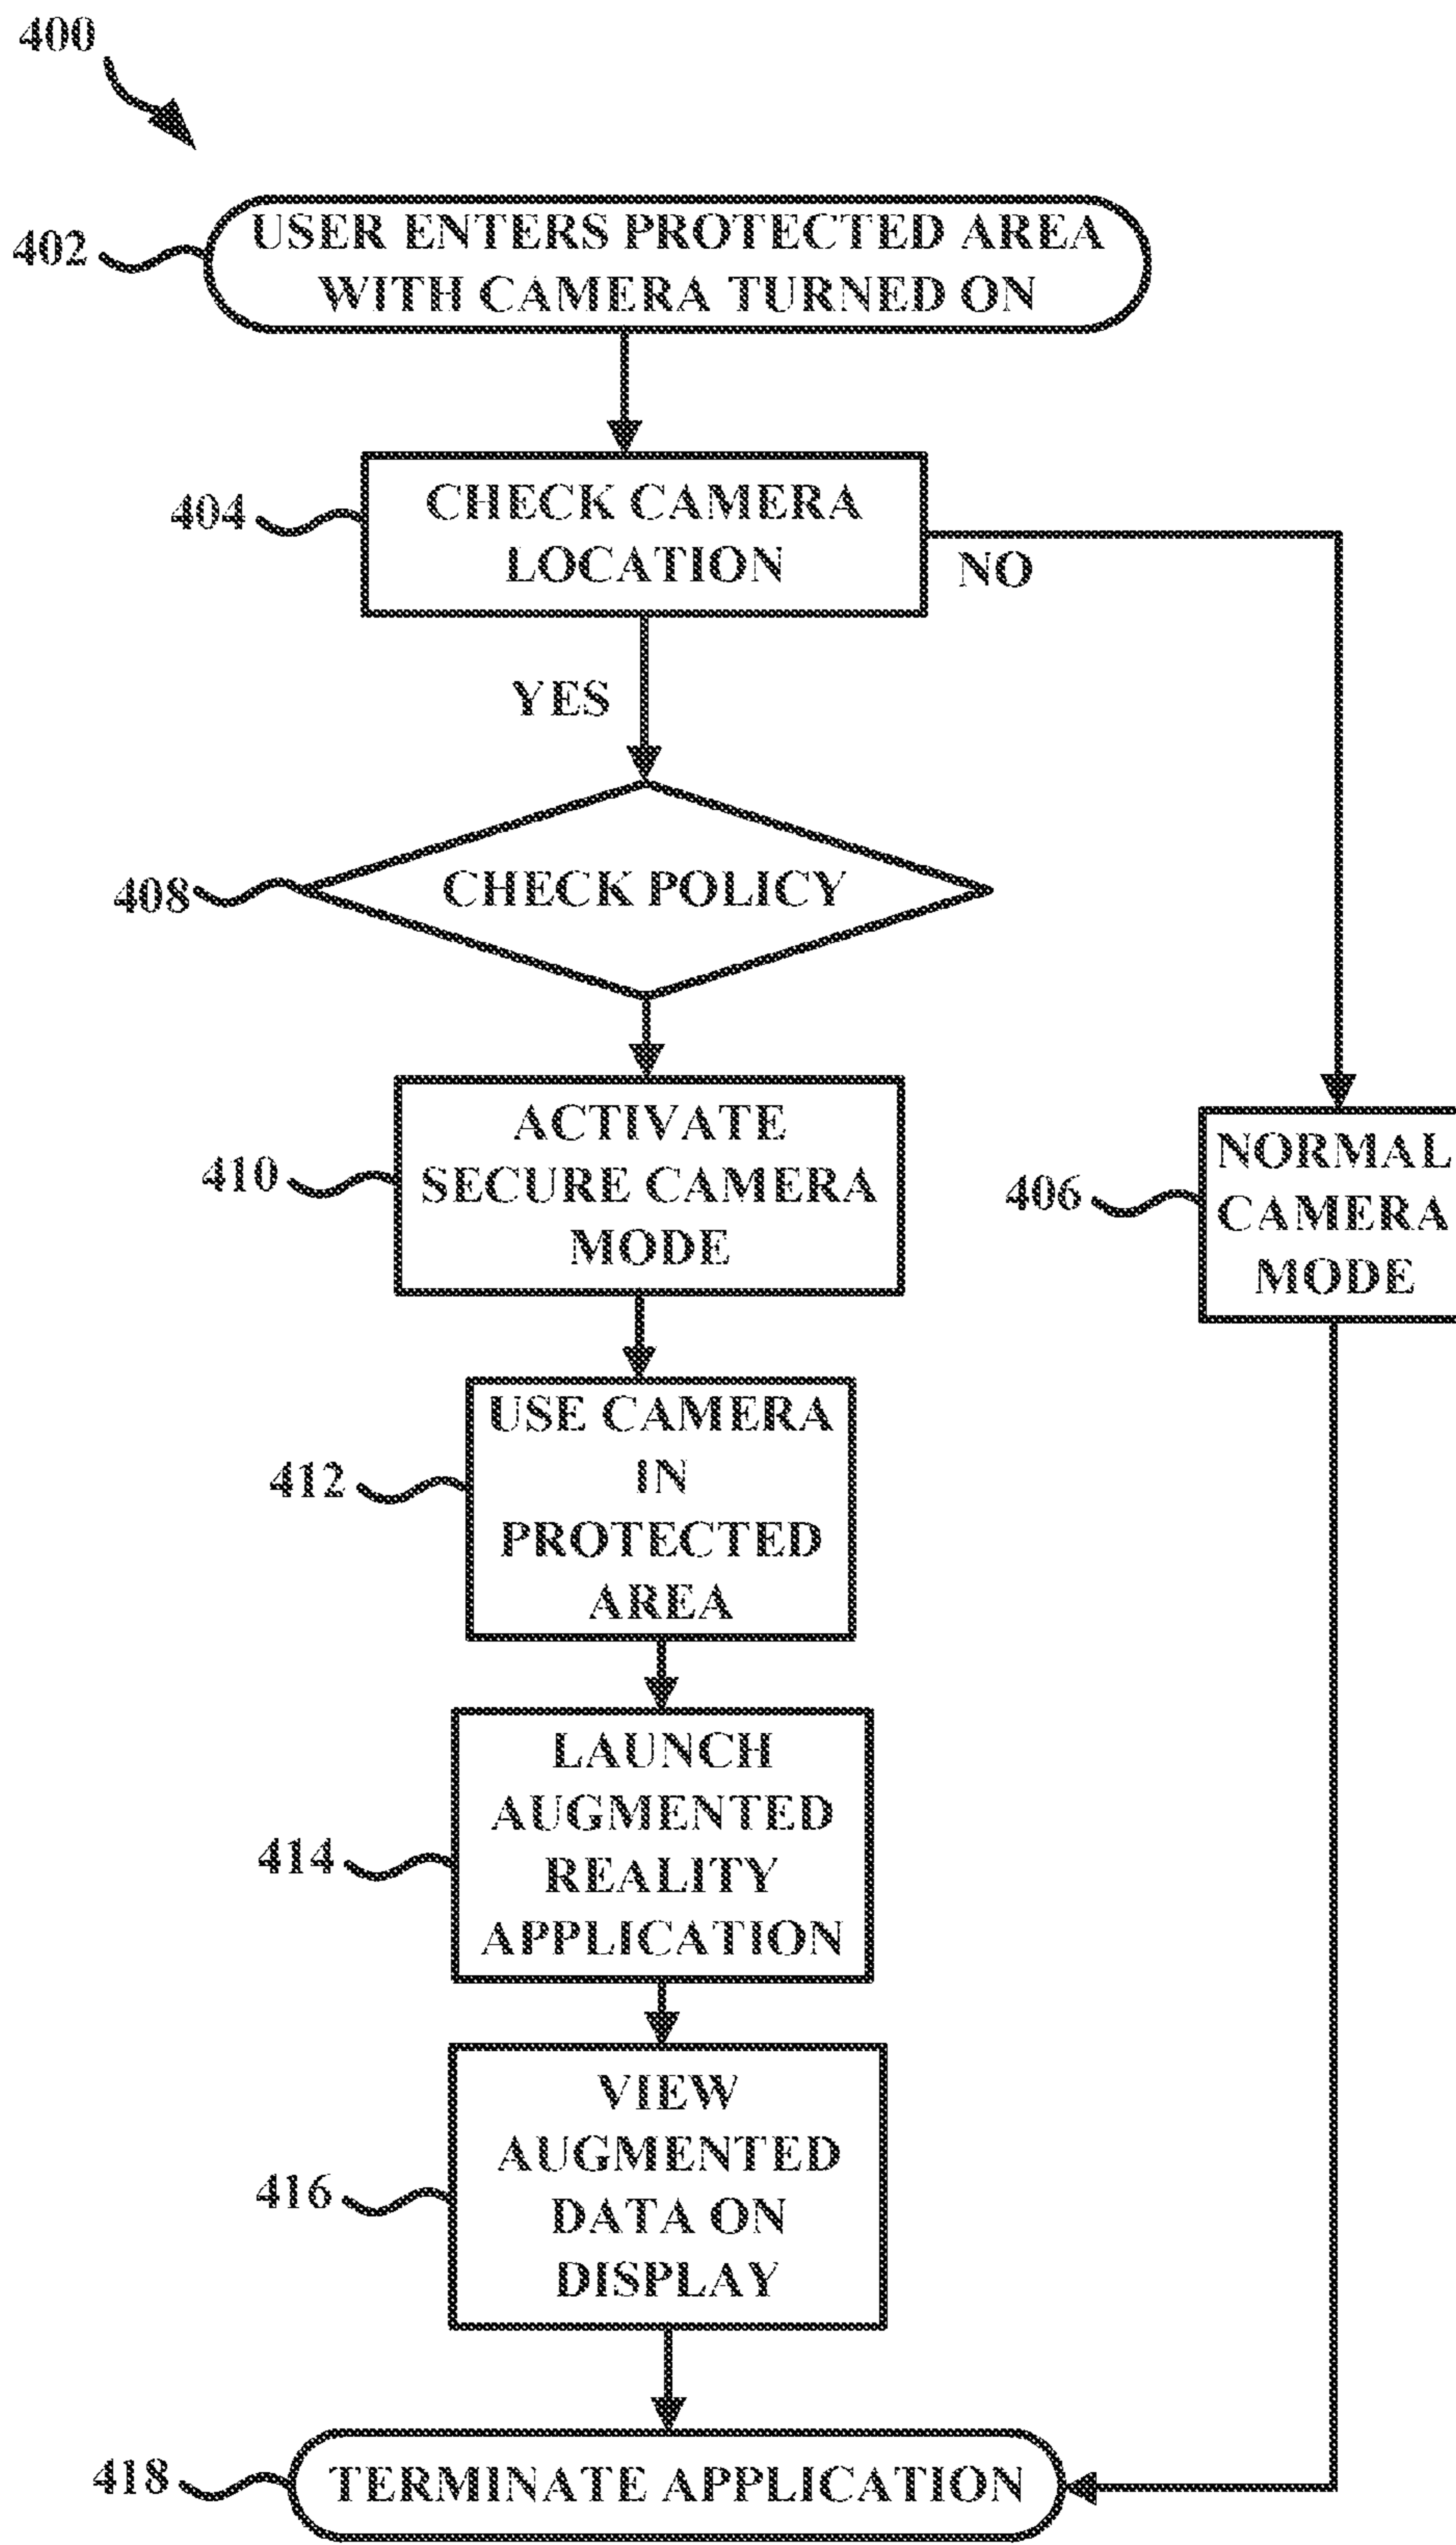 400
402
USER ENTERS PROTECTED AREA
WITH CAMERA TURNED ON
404
CHECK CAMERA
LOCATION
NO
YES
408
CHECK POLICY
410
ACTIVATE
SECURE CAMERA
MODE
406
NORMAL
CAMERA
MODE
412
USE CAMERA
IN
PROTECTED
AREA
414
LAUNCH
AUGMENTED
REALITY
APPLICATION
416
VIEW
AUGMENTED
DATA ON
DISPLAY
418
TERMINATE APPLICATION